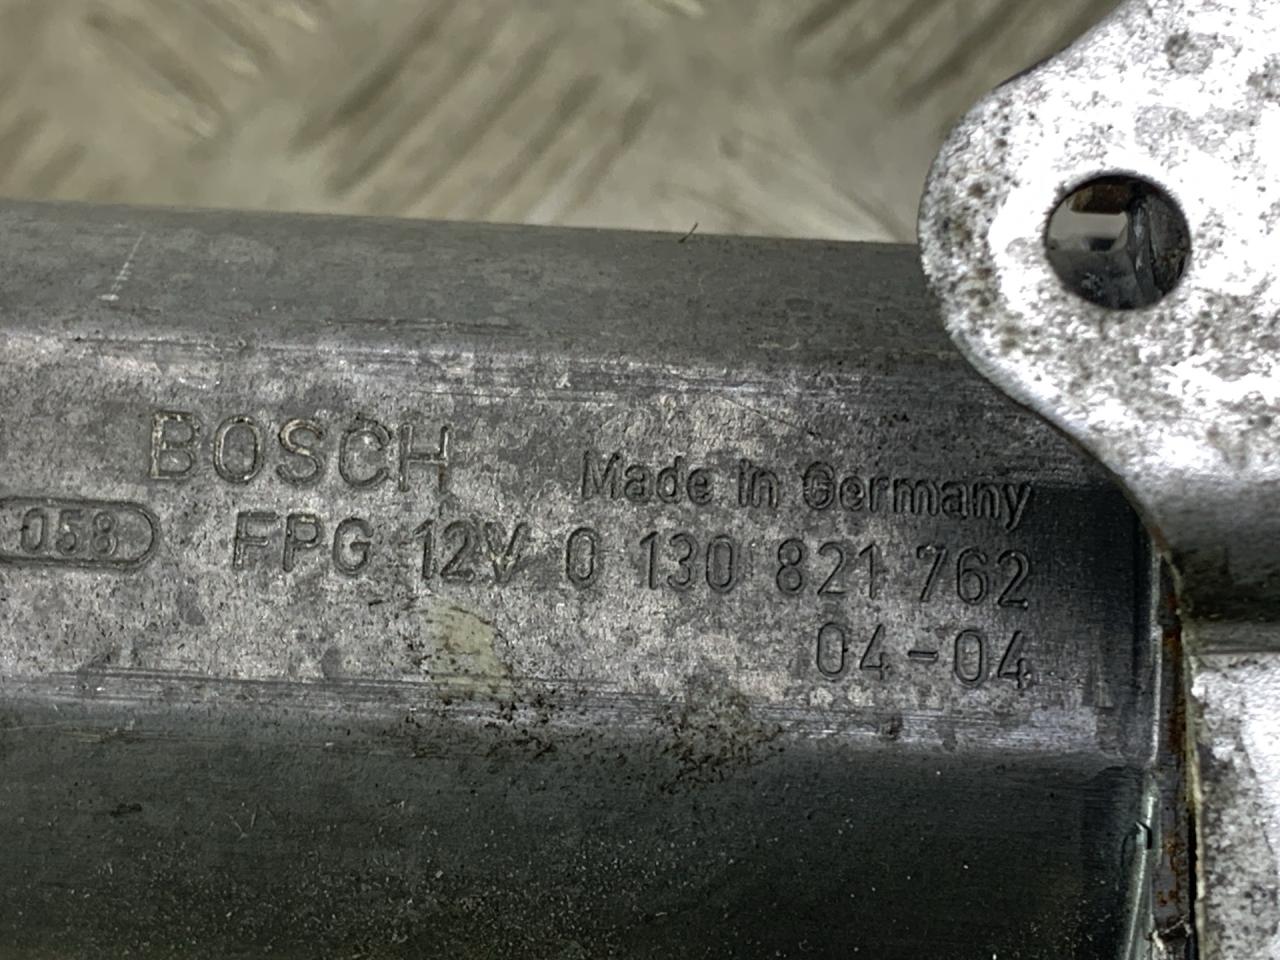 BOSCH
Made in Germany
058 FPG 12V 0 130 821 762
04-04